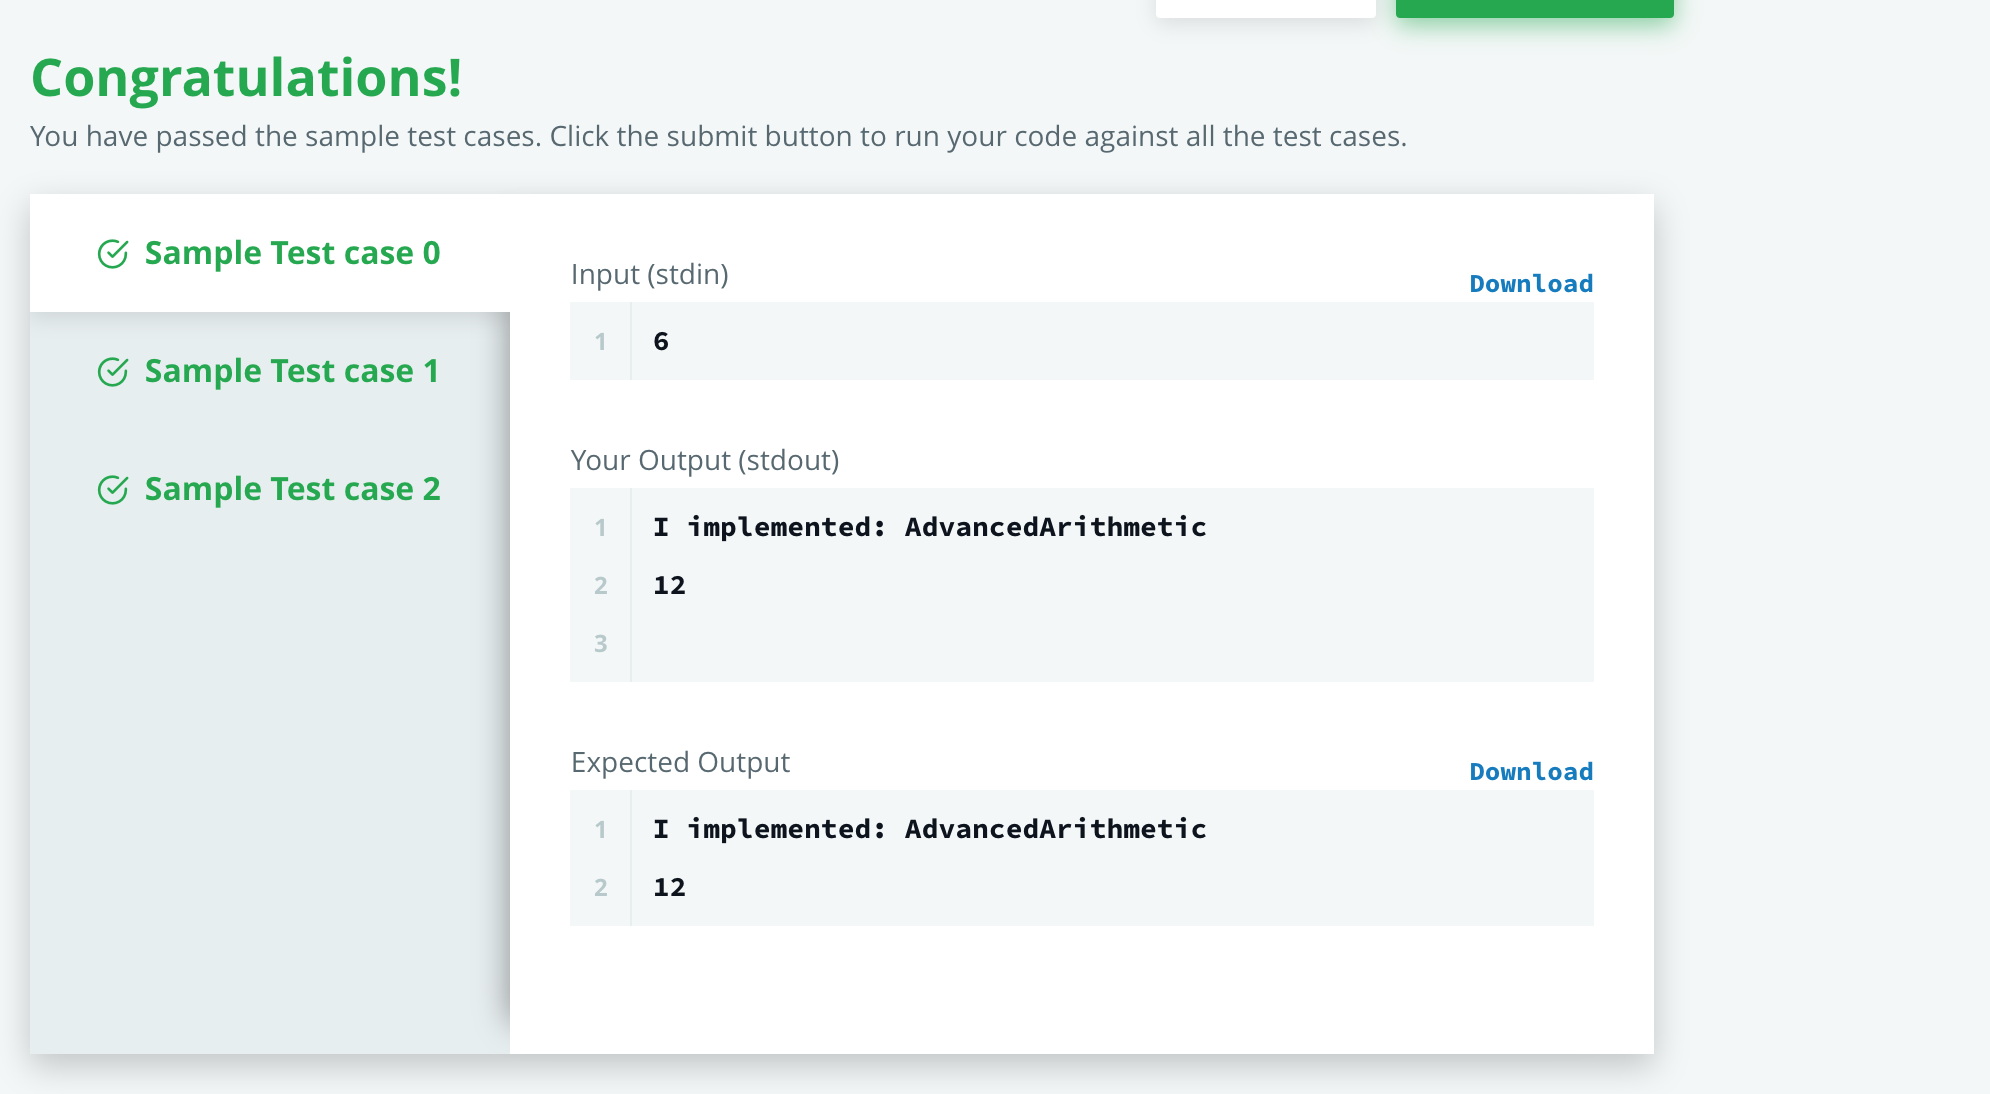 Congratulations!
You have passed the sample test cases. Click the submit button to run your code against all the test cases.
Sample Test case 0
Sample Test case 1
Sample Test case 2
Input (stdin)
Download
1 6
Your Output (stdout)
1 I implemented: AdvancedArithmetic
2 12
3
Expected Output
Download
1 I implemented: AdvancedArithmetic
2 12